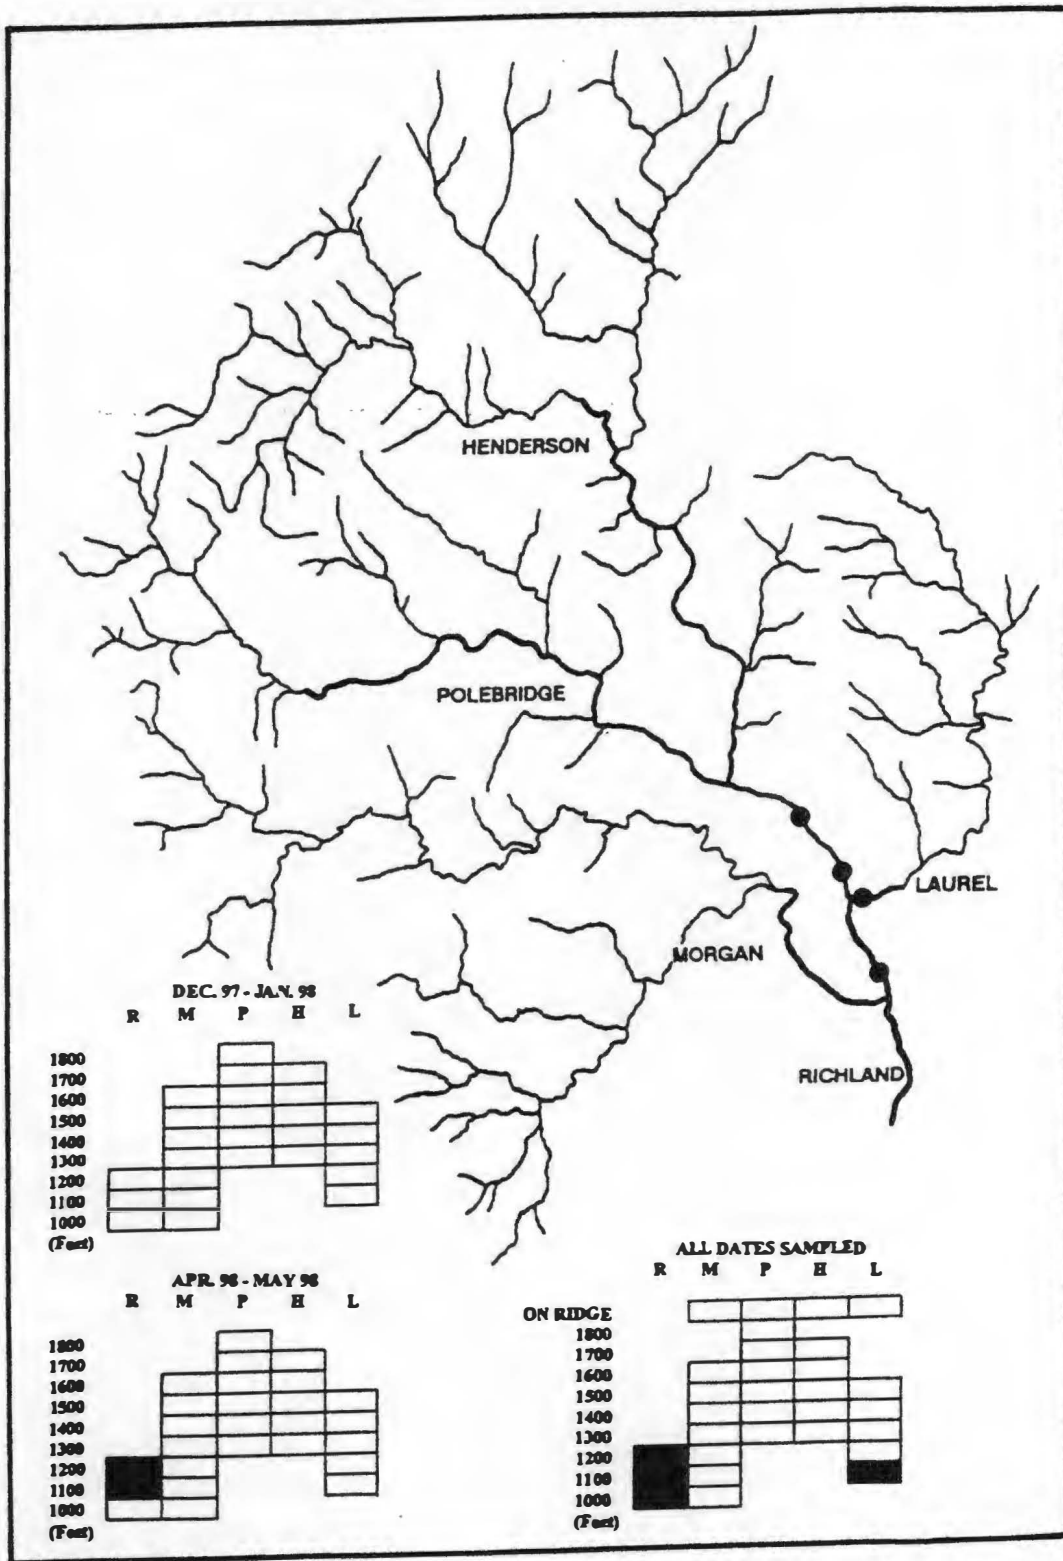 HENDERSON
POLEBRIDGE
LAUREL
MORGAN
RICHLAND
DEC. 97 - JAN. 98
R M P H L
1800
1700
1600
1500
1400
1300
1200
1100
1000
(Feet)
APR. 98 - MAY 98
R M P H L
1800
1700
1600
1500
1400
1300
1200
1100
1000
(Feet)
ALL DATES SAMPLED
R M P H L
ON RIDGE
1800
1700
1600
1500
1400
1300
1200
1100
1000
(Feet)